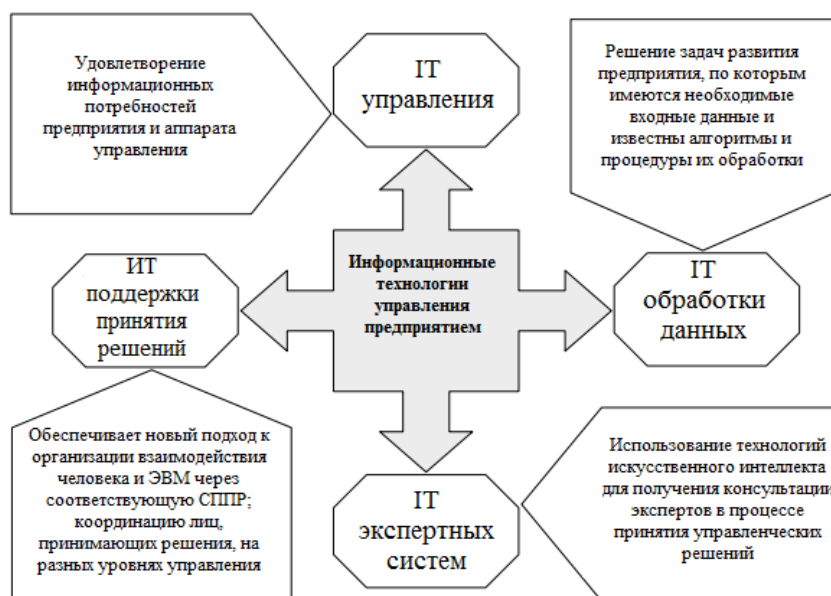 Удовлетворение
информационных
потребностей
предприятия и аппарата
управления
IT
управления
Решение задач развития
предприятия, по которым
имеются необходимые
входные данные и
известны алгоритмы и
процедуры их обработки
ИТ
поддержки
принятия
решений
Информационные
технологии
управления
предприятием
IT
обработки
данных
Обеспечивает новый подход к
организации взаимодействия
человека и ЭВМ через
соответствующую СППР;
координацию лиц,
принимающих решения, на
разных уровнях управления
IT
экспертных
систем
Использование технологий
искусственного интеллекта
для получения консультации
экспертов в процессе
принятия управленческих
решений